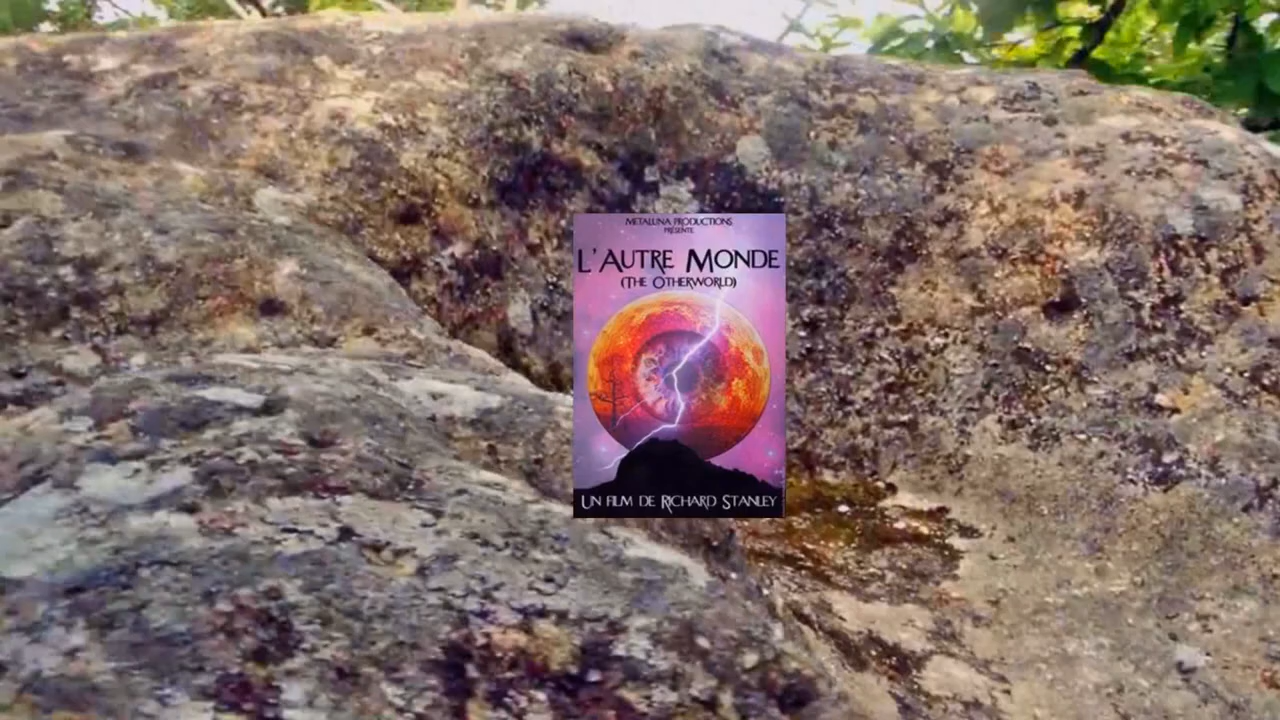 METALUNA PRODUCTIONS
PRÉSENTE
L'AUTRE MONDE
(THE OTHERWORLD)
UN FILM DE RICHARD STANLEY